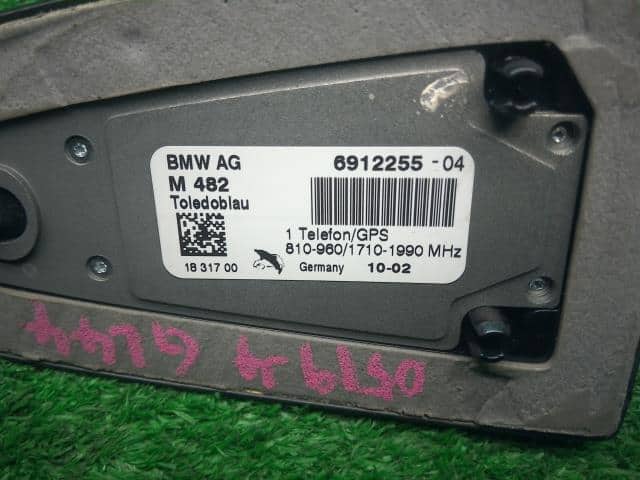 BMW AG 6912255 - 04
M 482
Toledoblau
1 Telefon/GPS
810-960/1710-1990 MHz
18 317 00 Germany 10-02